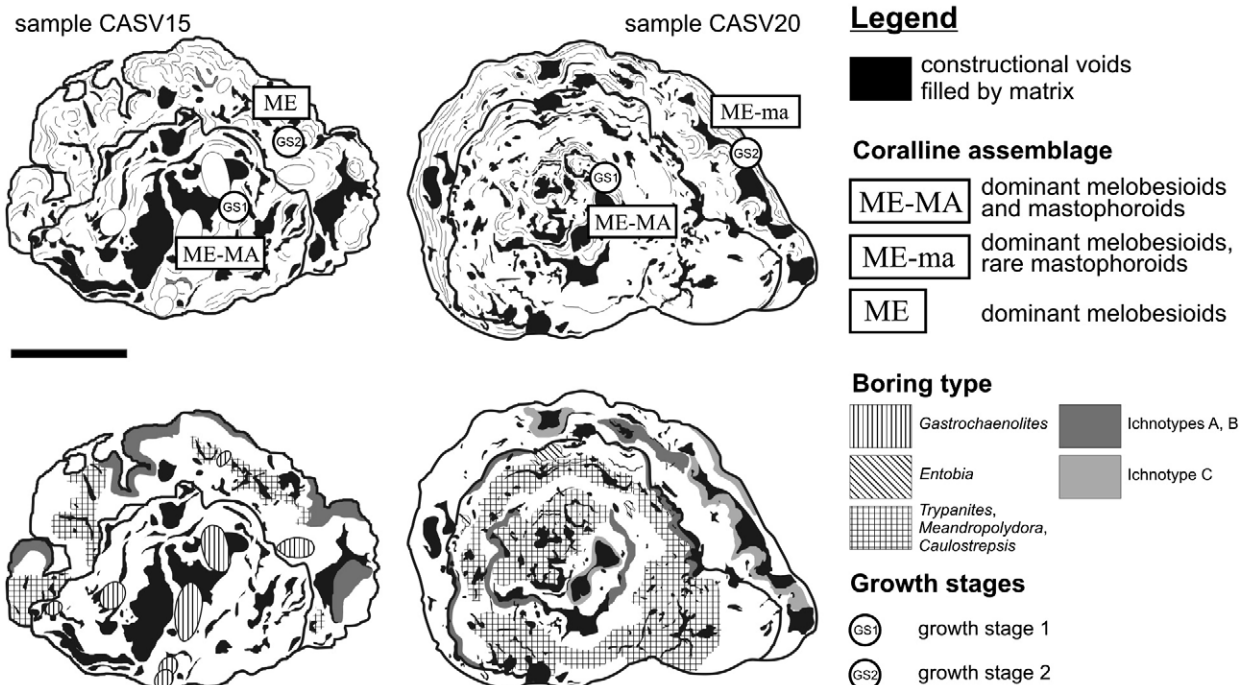 sample CASV15
sample CASV20
ME
GS2
GS1
ME-MA
ME-ma
GS2
GS1
ME-MA
Legend
constructional voids
filled by matrix
Coralline assemblage
ME-MA
dominant melobesioids
and mastophoroids
ME-ma
dominant melobesioids,
rare mastophoroids
ME
dominant melobesioids
Boring type
Gastrochaenolites
Ichnotypes A, B
Entobia
Ichnotype C
Trypanites,
Meandropolydora,
Caulostrepsis
Growth stages
GS1
growth stage 1
GS2
growth stage 2